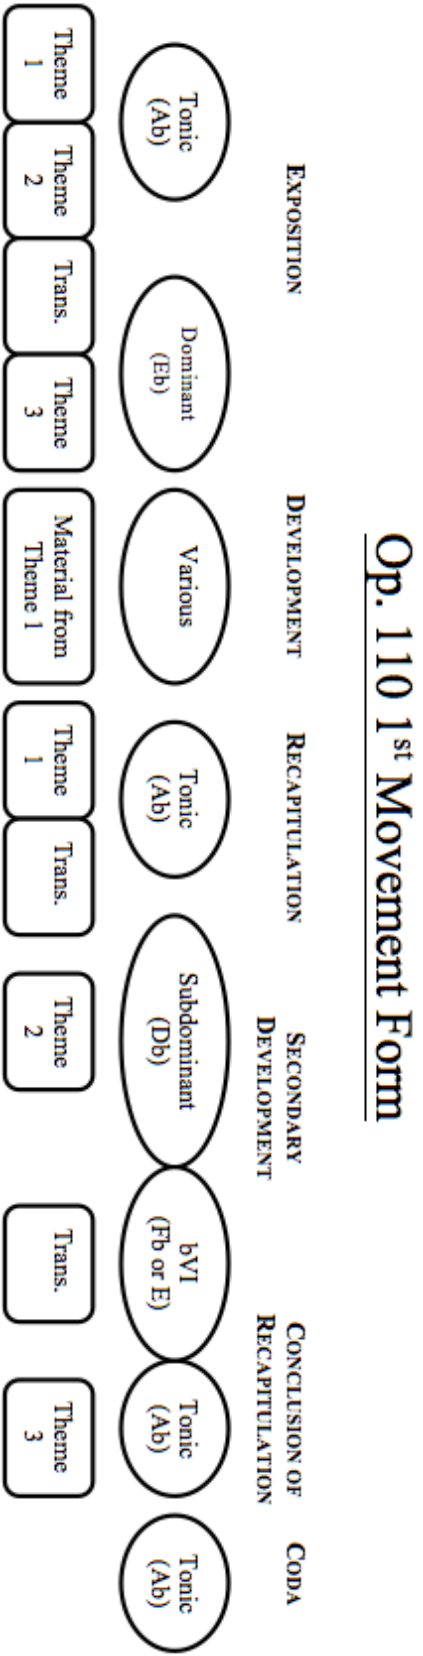 Op. 110 1st Movement Form
EXPOSITION
DEVELOPMENT
RECAPITULATION
SECONDARY
DEVELOPMENT
CONCLUSION OF
RECAPITULATION
CODA
Tonic
(Ab)
Dominant
(Eb)
Various
Tonic
(Ab)
Subdominant
(Db)
bVI
(Fb or E)
Tonic
(Ab)
Tonic
(Ab)
Theme
1
Theme
2
Trans.
Theme
3
Material from
Theme 1
Theme
1
Trans.
Theme
2
Trans.
Theme
3